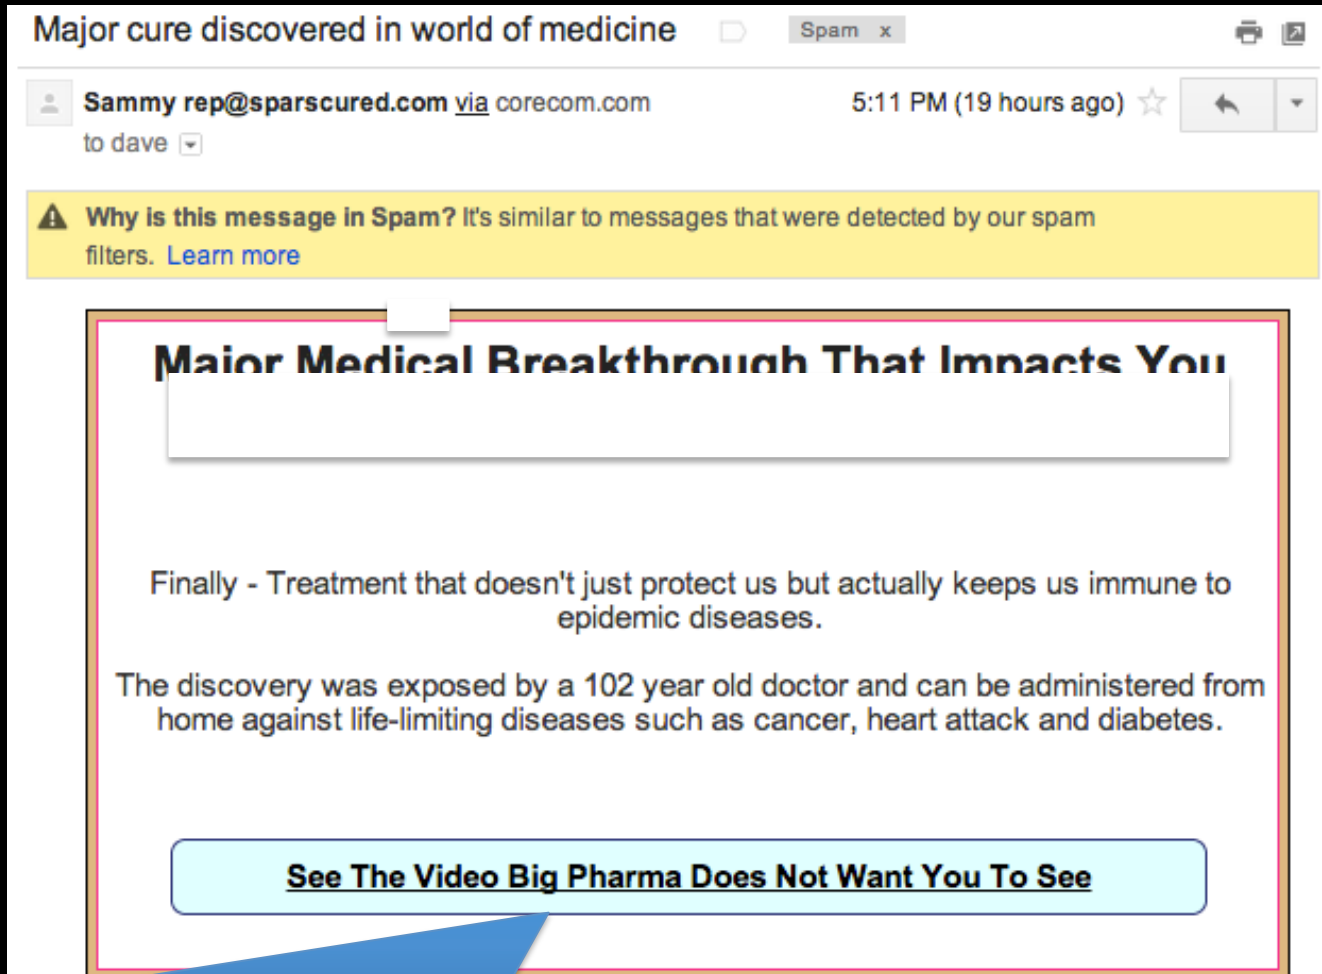 Major cure discovered in world of medicine
Spam x
Sammy rep@sparscured.com via corecom.com
5:11 PM (19 hours ago)
to dave
Why is this message in Spam? It's similar to messages that were detected by our spam
filters. Learn more
Major Medical Breakthrough That Impacts You
Finally - Treatment that doesn't just protect us but actually keeps us immune to
epidemic diseases.
The discovery was exposed by a 102 year old doctor and can be administered from
home against life-limiting diseases such as cancer, heart attack and diabetes.
See The Video Big Pharma Does Not Want You To See